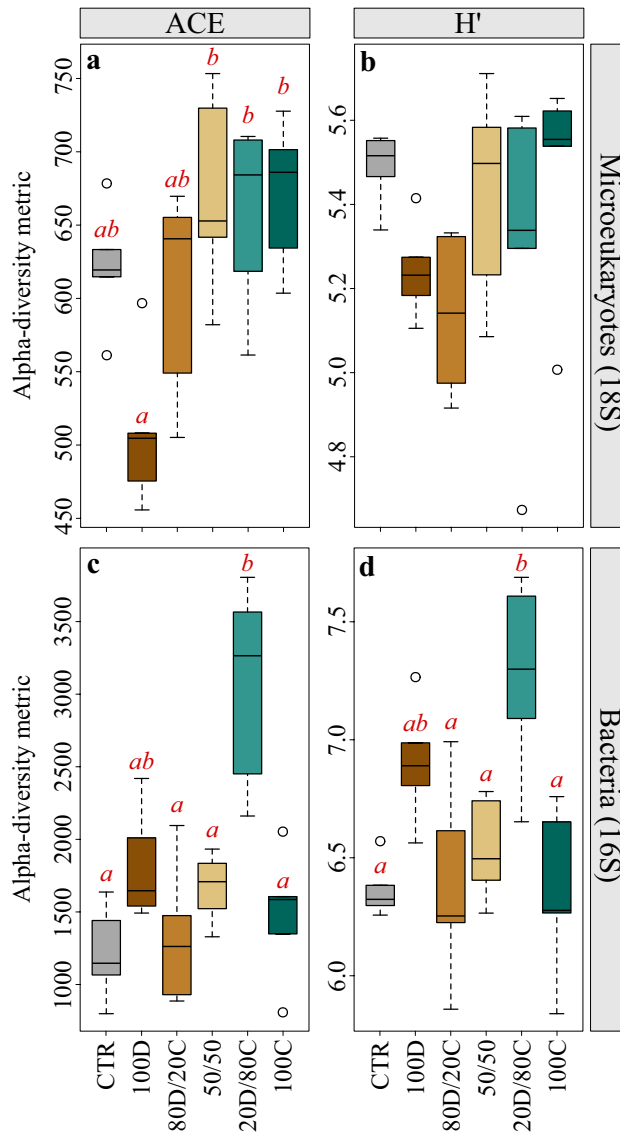 ACE
H'
a
b
b
b
b
ab
ab
a
Alpha-diversity metric
750
700
650
600
550
500
450
5.6
5.4
5.2
5.0
4.8
Microeukaryotes (18S)
c
d
b
b
ab
ab
a
a
a
a
a
a
a
a
Alpha-diversity metric
3500
3000
2500
2000
1500
1000
7.5
7.0
6.5
6.0
Bacteria (16S)
CTR
100D
80D/20C
50/50
20D/80C
100C
CTR
100D
80D/20C
50/50
20D/80C
100C